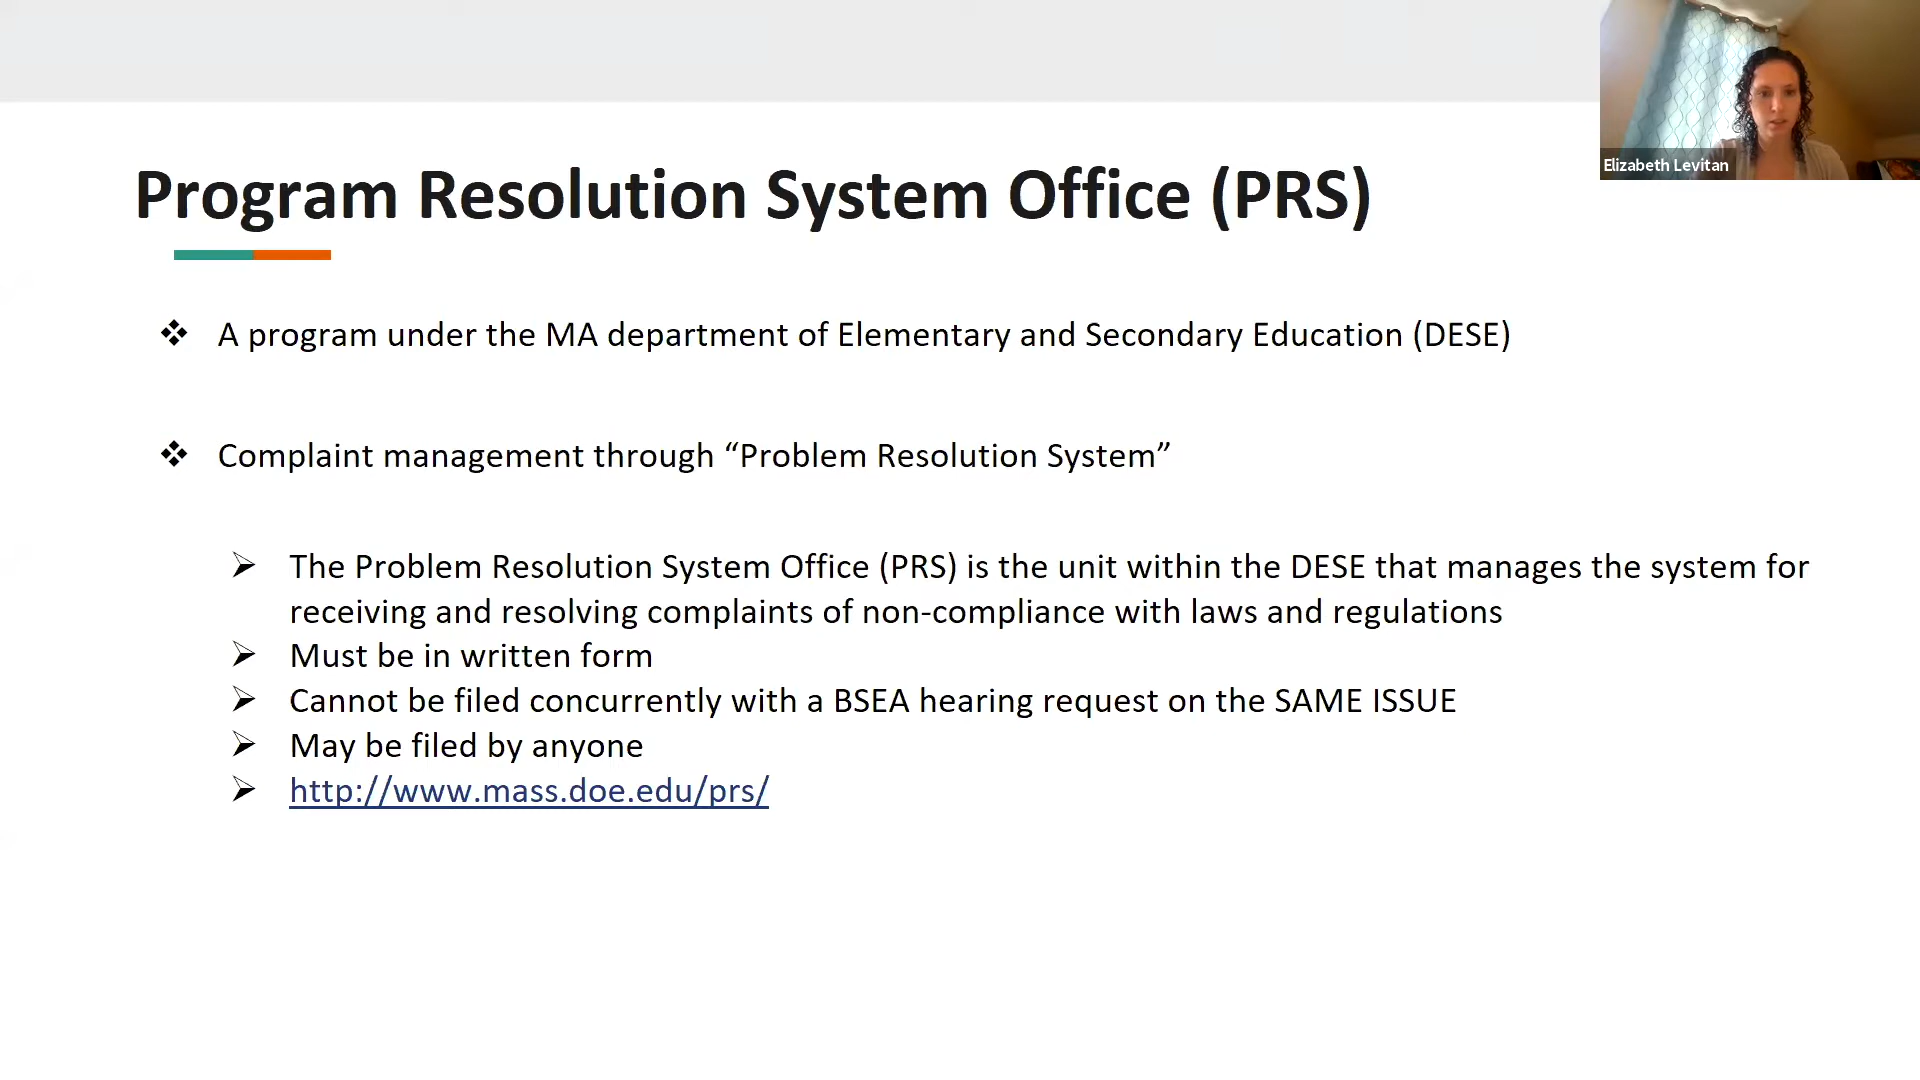 Elizabeth Levitan
Program Resolution System Office (PRS)
A program under the MA department of Elementary and Secondary Education (DESE)
Complaint management through “Problem Resolution System”
The Problem Resolution System Office (PRS) is the unit within the DESE that manages the system for
receiving and resolving complaints of non-compliance with laws and regulations
Must be in written form
Cannot be filed concurrently with a BSEA hearing request on the SAME ISSUE
May be filed by anyone
http://www.mass.doe.edu/prs/